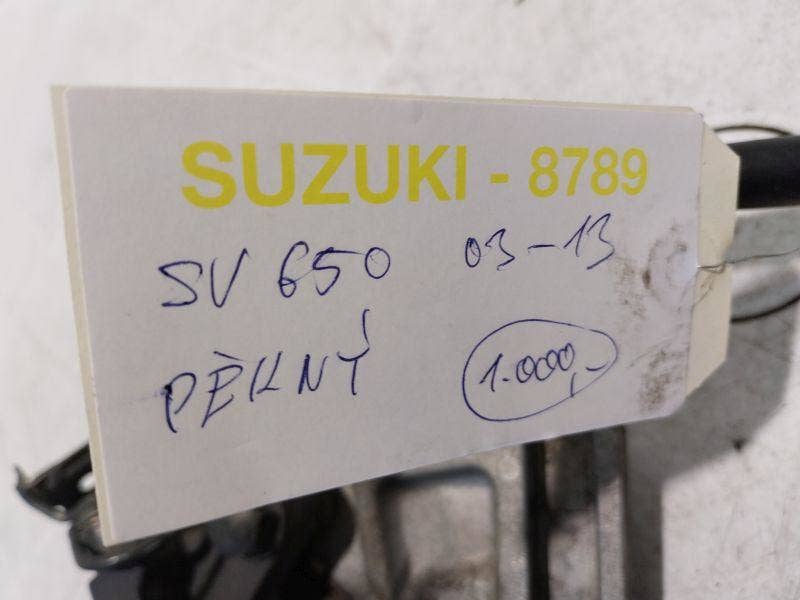 SUZUKI - 8789
SV 650 03-13
PĚKNÝ 1.000,-